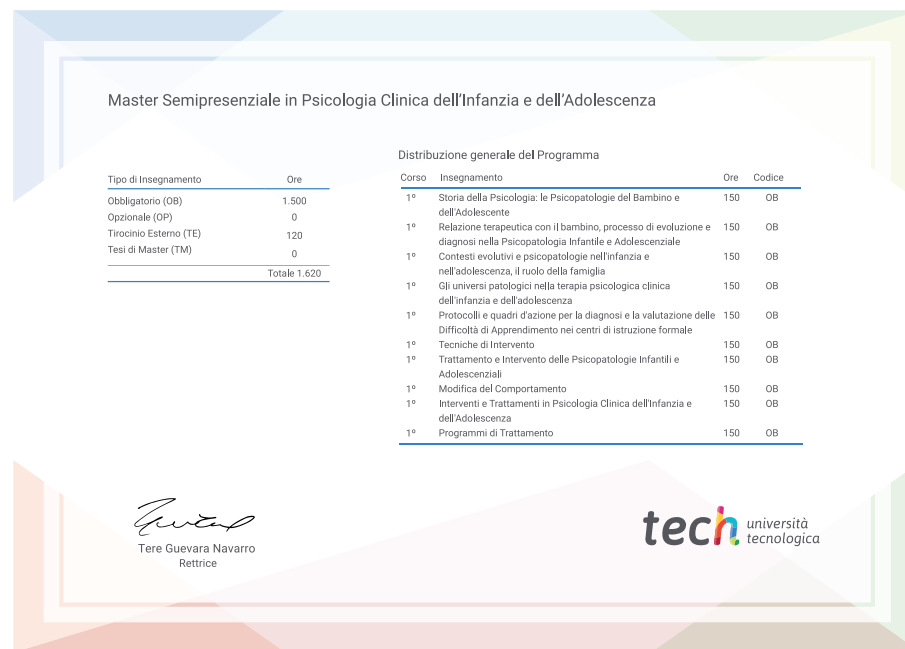 Master Semipresenziale in Psicologia Clinica dell'Infanzia e dell'Adolescenza
Tipo di Insegnamento Ore
Obbligatorio (OB) 1.500
Opzionale (OP) 0
Tirocinio Esterno (TE) 120
Tesi di Master (TM) 0
Totale 1.620
Distribuzione generale del Programma
Corso Insegnamento Ore Codice
1º Storia della Psicologia: le Psicopatologie del Bambino e 150 OB
dell'Adolescente
1º Relazione terapeutica con il bambino, processo di evoluzione e 150 OB
diagnosi nella Psicopatologia Infantile e Adolescenziale
1º Contesti evolutivi e psicopatologie nell'infanzia e 150 OB
nell'adolescenza, il ruolo della famiglia
1º Gli universi patologici nella terapia psicologica clinica 150 OB
dell'infanzia e dell'adolescenza
1º Protocolli e quadri d'azione per la diagnosi e la valutazione delle 150 OB
Difficoltà di Apprendimento nei centri di istruzione formale
1º Tecniche di Intervento 150 OB
1º Trattamento e Intervento delle Psicopatologie Infantili e 150 OB
Adolescenziali
1º Modifica del Comportamento 150 OB
1º Interventi e Trattamenti in Psicologia Clinica dell'Infanzia e 150 OB
dell'Adolescenza
1º Programmi di Trattamento 150 OB
Tere Guevara Navarro
Rettrice
tech università
tecnologica